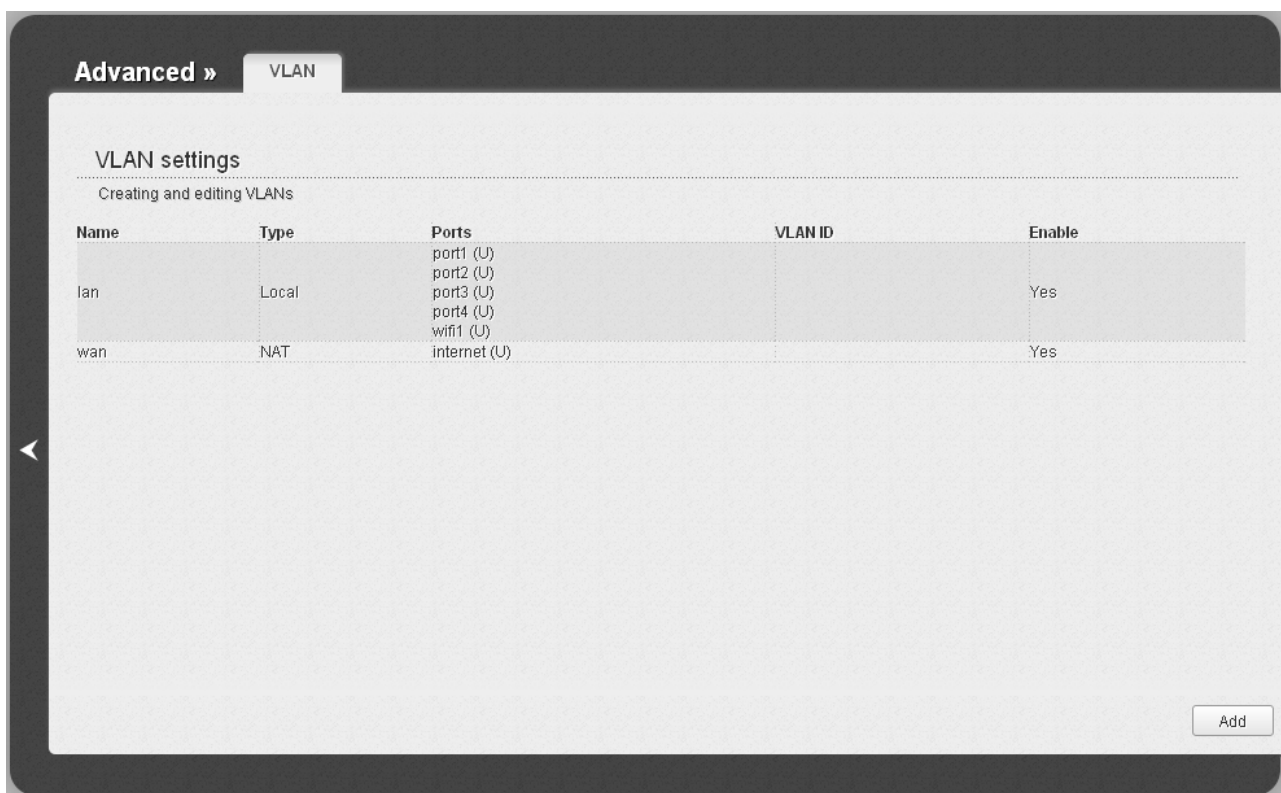 Advanced » VLAN
VLAN settings
Creating and editing VLANs
Name Type Ports VLAN ID Enable
port1 (U)
port2 (U)
lan Local port3 (U) Yes
port4 (U)
wifi1 (U)
wan NAT internet (U) Yes
Add